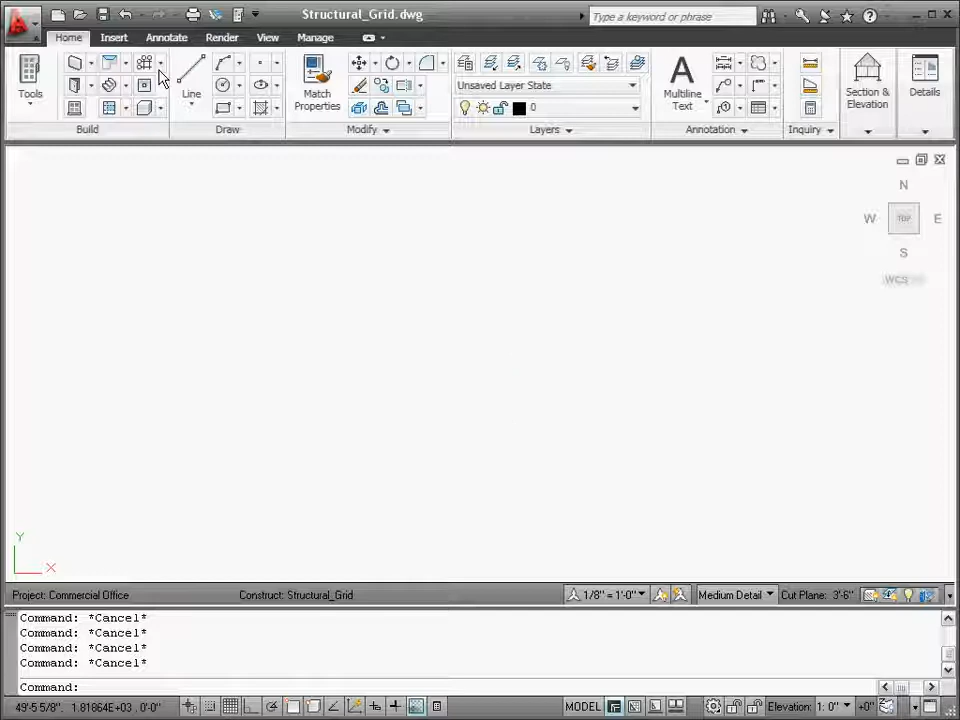 Structural_Grid.dwg
Type a keyword or phrase
Home Insert Annotate Render View Manage
Tools
Line
Match Properties
Unsaved Layer State
0
Multiline Text
Section & Elevation
Details
Build Draw Modify Layers Annotation Inquiry
N
W TOP E
S
WCS
Y
X
Project: Commercial Office Construct: Structural_Grid 1/8" = 1'-0" Medium Detail Cut Plane: 3'-6"
Command: *Cancel*
Command: *Cancel*
Command: *Cancel*
Command: *Cancel*
Command:
49'-5 5/8", 1.81864E+03, 0'-0" MODEL Elevation: 1: 0" +0"